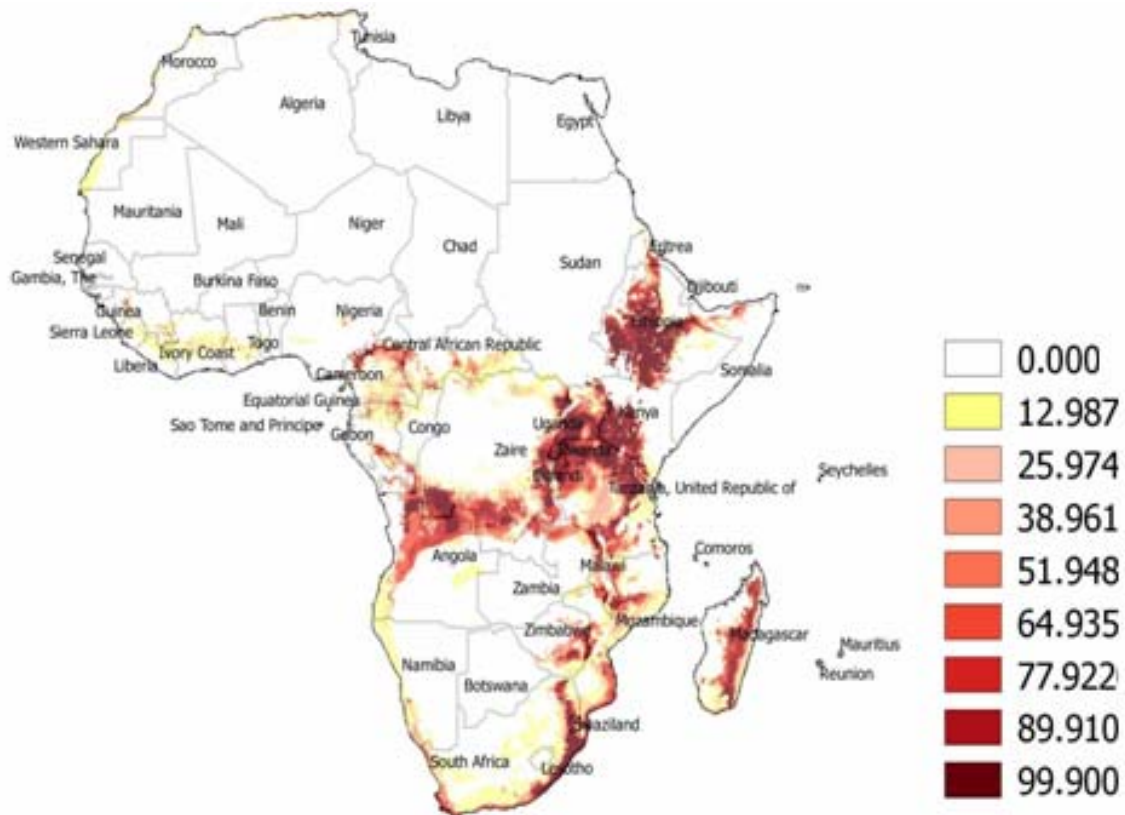 Tunisia
Morocco
Algeria
Libya
Egypt
Western Sahara
Mauritania
Mali
Niger
Chad
Sudan
Eritrea
Senegal
Gambia, The
Burkina Faso
Djibouti
Guinea
Benin
Nigeria
Ethiopia
Sierra Leone
Ivory Coast
Togo
Central African Republic
Liberia
Cameroon
Somalia
Equatorial Guinea
Sao Tome and Principe
Gabon
Congo
Uganda
Kenya
Zaire
Rwanda
Burundi
Tanzania, United Republic of
Seychelles
Comoros
Angola
Malawi
Zambia
Mozambique
Zimbabwe
Madagascar
Mauritius
Reunion
Namibia
Botswana
Swaziland
South Africa
Lesotho
0.000
12.987
25.974
38.961
51.948
64.935
77.922
89.910
99.900